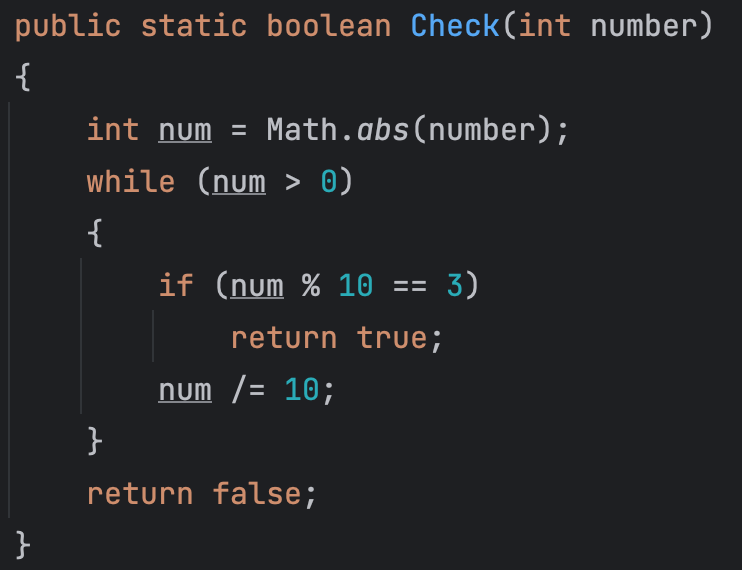 public static boolean Check(int number)
{
int num = Math.abs(number);
while (num > 0)
{
if (num % 10 == 3)
return true;
num /= 10;
}
return false;
}